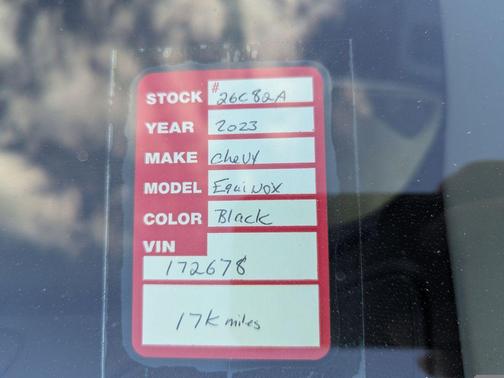 STOCK # 26C82A
YEAR 2023
MAKE Chevy
MODEL Equinox
COLOR Black
VIN
172678
17K miles